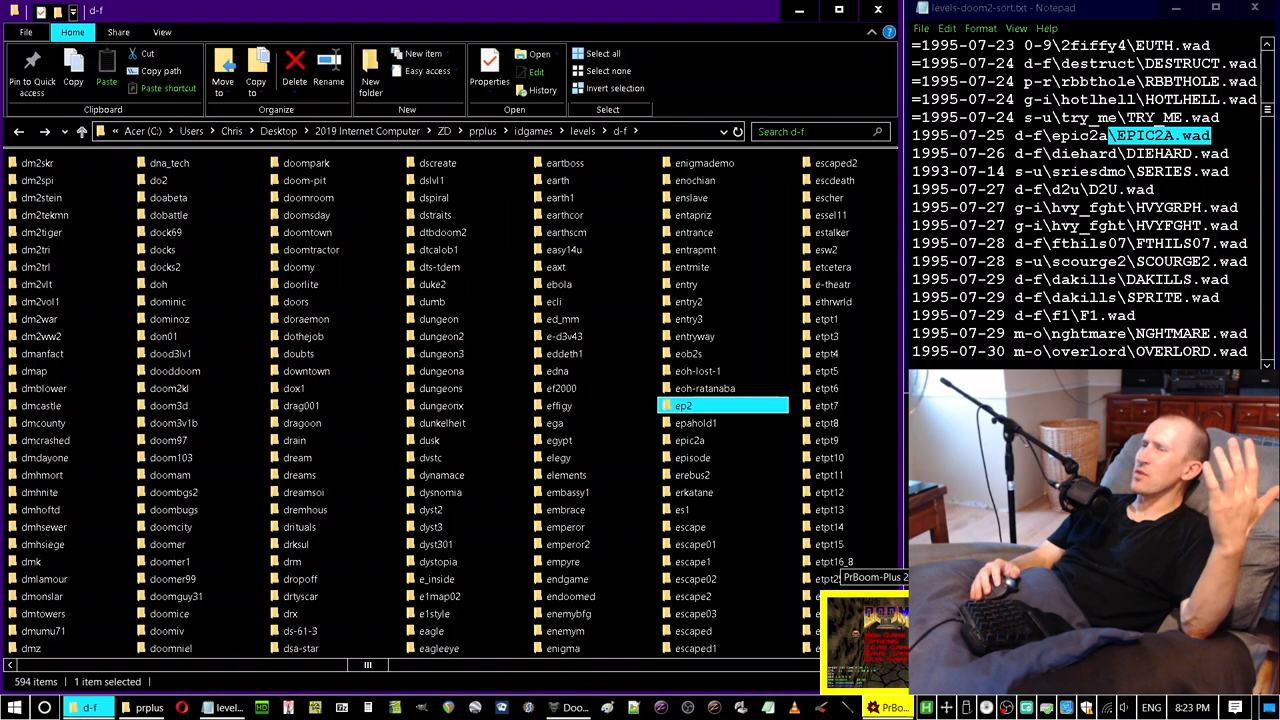 d-f
File
Home
Share
View
Pin to Quick access
Copy
Paste
Cut
Copy path
Paste shortcut
Clipboard
Move to
Copy to
Delete
Rename
Organize
New folder
New item
Easy access
New
Properties
Open
Edit
History
Open
Select all
Select none
Invert selection
Select
Acer (C:) › Users › Chris › Desktop › 2019 Internet Computer › ZD › prplus › idgames › levels › d-f ›
Search d-f
dm2skr
dm2spi
dm2stein
dm2tekmn
dm2tiger
dm2tri
dm2trl
dm2vlt
dm2vol1
dm2war
dm2ww2
dmanfact
dmap
dmblower
dmcastle
dmcounty
dmcrashed
dmdayone
dmhmort
dmhnite
dmhoftd
dmhsewer
dmhsiege
dmk
dmlamour
dmonslar
dmtowers
dmumu71
dmz
dna_tech
do2
doabeta
dobattle
dock69
docks
docks2
doh
dominic
dominoz
don01
dood3lv1
dooddoom
doom2kl
doom3d
doom3v1b
doom97
doom103
doombgs2
doombugs
doomcity
doomer
doomer1
doomer99
doomguy31
doomice
doomiv
doomniel
doompark
doom-pit
doomroom
doomsday
doomtown
doomtractor
doomy
doorlite
doors
doraemon
dothejob
doubts
downtown
dox1
drag001
dragoon
drain
dream
dreams
dreamsoi
dremhous
drituals
drksul
drm
dropoff
drtyscar
drx
ds-61-3
dsa-star
dscreate
dslvl1
dspiral
dstraits
dtbdoom2
dtcalob1
dts-tdem
duke2
dumb
dungeon
dungeon2
dungeon3
dungeons
dungeonx
dunkelheit
dusk
dvstc
dynamace
dysnomia
dyst2
dyst3
dyst301
dystopia
e_inside
e1map02
e1style
eagle
eagleeye
eartboss
earth
earth1
earthcor
earthscm
easy14u
eaxt
ebola
ecli
ed_mm
e-d3v43
eddeth1
edna
ef2000
effigy
ega
egypt
elegy
elements
embassy1
embrace
emperor
emperor2
empyre
endgame
endoomed
enemybfg
enemym
enigma
enigmademo
enochian
enslave
entapriz
entrance
entrapmt
entrnite
entry
entry2
entry3
entryway
eob2s
eoh-lost-1
eoh-ratanaba
ep2
epahold1
epic2a
episode
erebus2
erkatane
es1
escape
escape01
escape1
escape02
escape2
escape03
escaped
escaped1
escaped2
escdeath
escher
essel11
estalker
esw2
etcetera
e-theatr
ethrwrld
etpt1
etpt3
etpt4
etpt5
etpt6
etpt7
etpt8
etpt9
etpt10
etpt11
etpt12
etpt13
etpt14
etpt15
etpt16_8
594 items
1 item selected
levels-doom2-sort.txt - Notepad
File Edit Format View Help
=1995-07-23 0-9\2fiffy4\EUTH.wad
=1995-07-24 d-f\destruct\DESTRUCT.wad
=1995-07-24 p-r\rbbthole\RBBTHOLE.wad
=1995-07-24 g-i\hotlhell\HOTLHELL.wad
=1995-07-24 s-u\try_me\TRY_ME.wad
1995-07-25 d-f\epic2a\EPIC2A.wad
1995-07-26 d-f\diehard\DIEHARD.wad
1993-07-14 s-u\sriesdmo\SERIES.wad
1995-07-27 d-f\d2u\D2U.wad
1995-07-27 g-i\hvy_fght\HVYGRPH.wad
1995-07-27 g-i\hvy_fght\HVYFGHT.wad
1995-07-28 d-f\fthils07\FTHILS07.wad
1995-07-28 s-u\scourge2\SCOURGE2.wad
1995-07-29 d-f\dakills\DAKILLS.wad
1995-07-29 d-f\dakills\SPRITE.wad
1995-07-29 d-f\f1\F1.wad
1995-07-29 m-o\nghtmare\NGHTMARE.wad
1995-07-30 m-o\overlord\OVERLORD.wad
PrBoom-Plus 2
d-f
prplus
level...
Doo...
PrBo...
ENG
8:23 PM